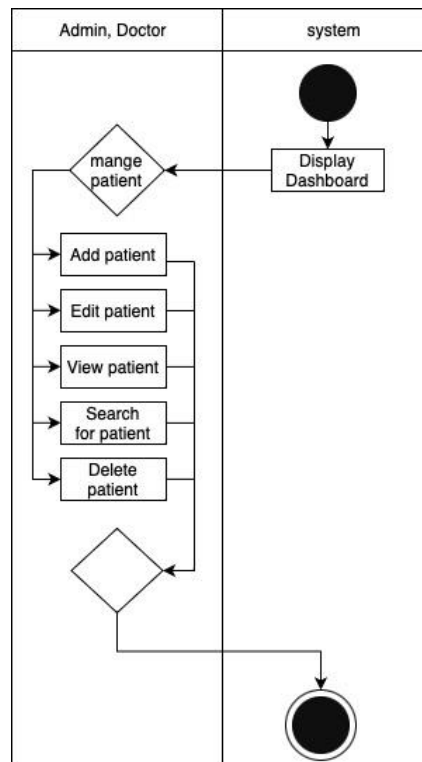 Admin, Doctor
system
Display
Dashboard
mange
patient
Add patient
Edit patient
View patient
Search
for patient
Delete
patient